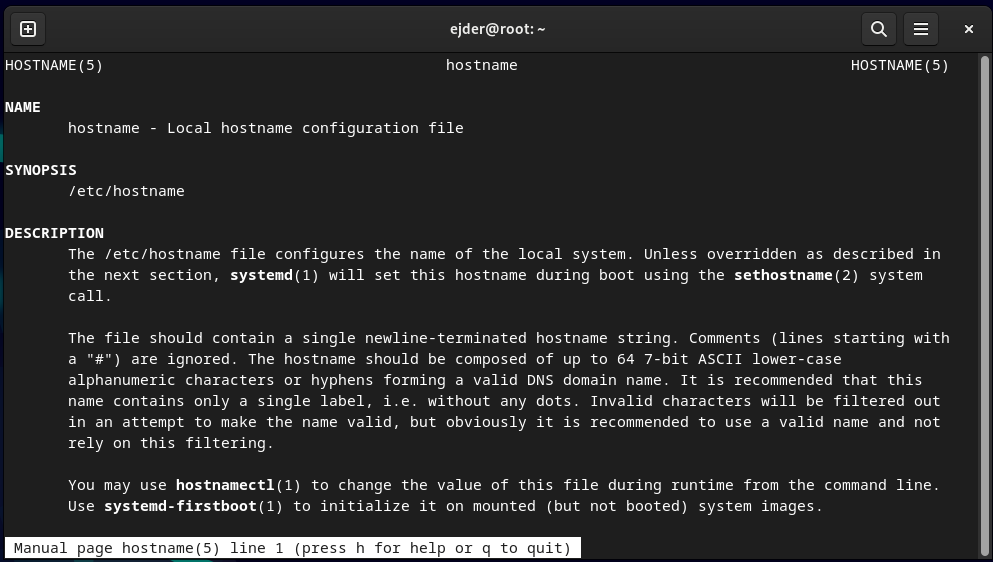 ejder@root: ~
HOSTNAME(5) hostname HOSTNAME(5)
NAME
hostname - Local hostname configuration file
SYNOPSIS
/etc/hostname
DESCRIPTION
The /etc/hostname file configures the name of the local system. Unless overridden as described in
the next section, systemd(1) will set this hostname during boot using the sethostname(2) system
call.
The file should contain a single newline-terminated hostname string. Comments (lines starting with
a "#") are ignored. The hostname should be composed of up to 64 7-bit ASCII lower-case
alphanumeric characters or hyphens forming a valid DNS domain name. It is recommended that this
name contains only a single label, i.e. without any dots. Invalid characters will be filtered out
in an attempt to make the name valid, but obviously it is recommended to use a valid name and not
rely on this filtering.
You may use hostnamectl(1) to change the value of this file during runtime from the command line.
Use systemd-firstboot(1) to initialize it on mounted (but not booted) system images.
Manual page hostname(5) line 1 (press h for help or q to quit)